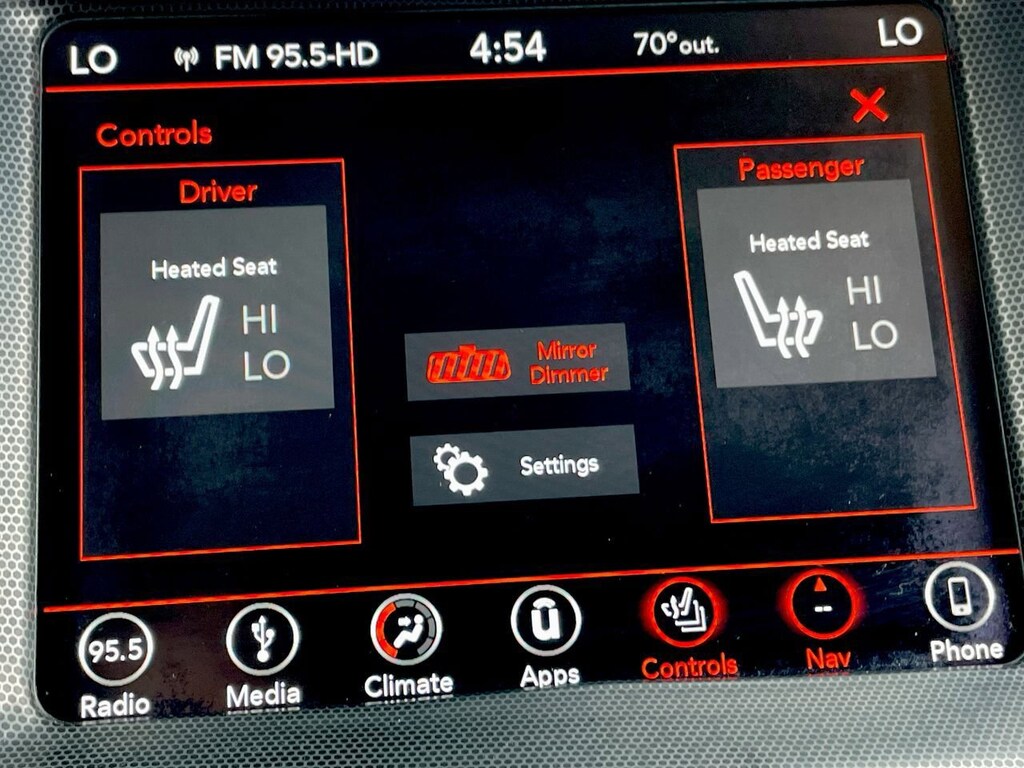 LO FM 95.5-HD 4:54 70° out. LO
Controls
Driver
Passenger
Heated Seat
HI
LO
Heated Seat
HI
LO
Mirror
Dimmer
Settings
95.5
Radio
Media
Climate
Apps
Controls
--
Nav
Phone